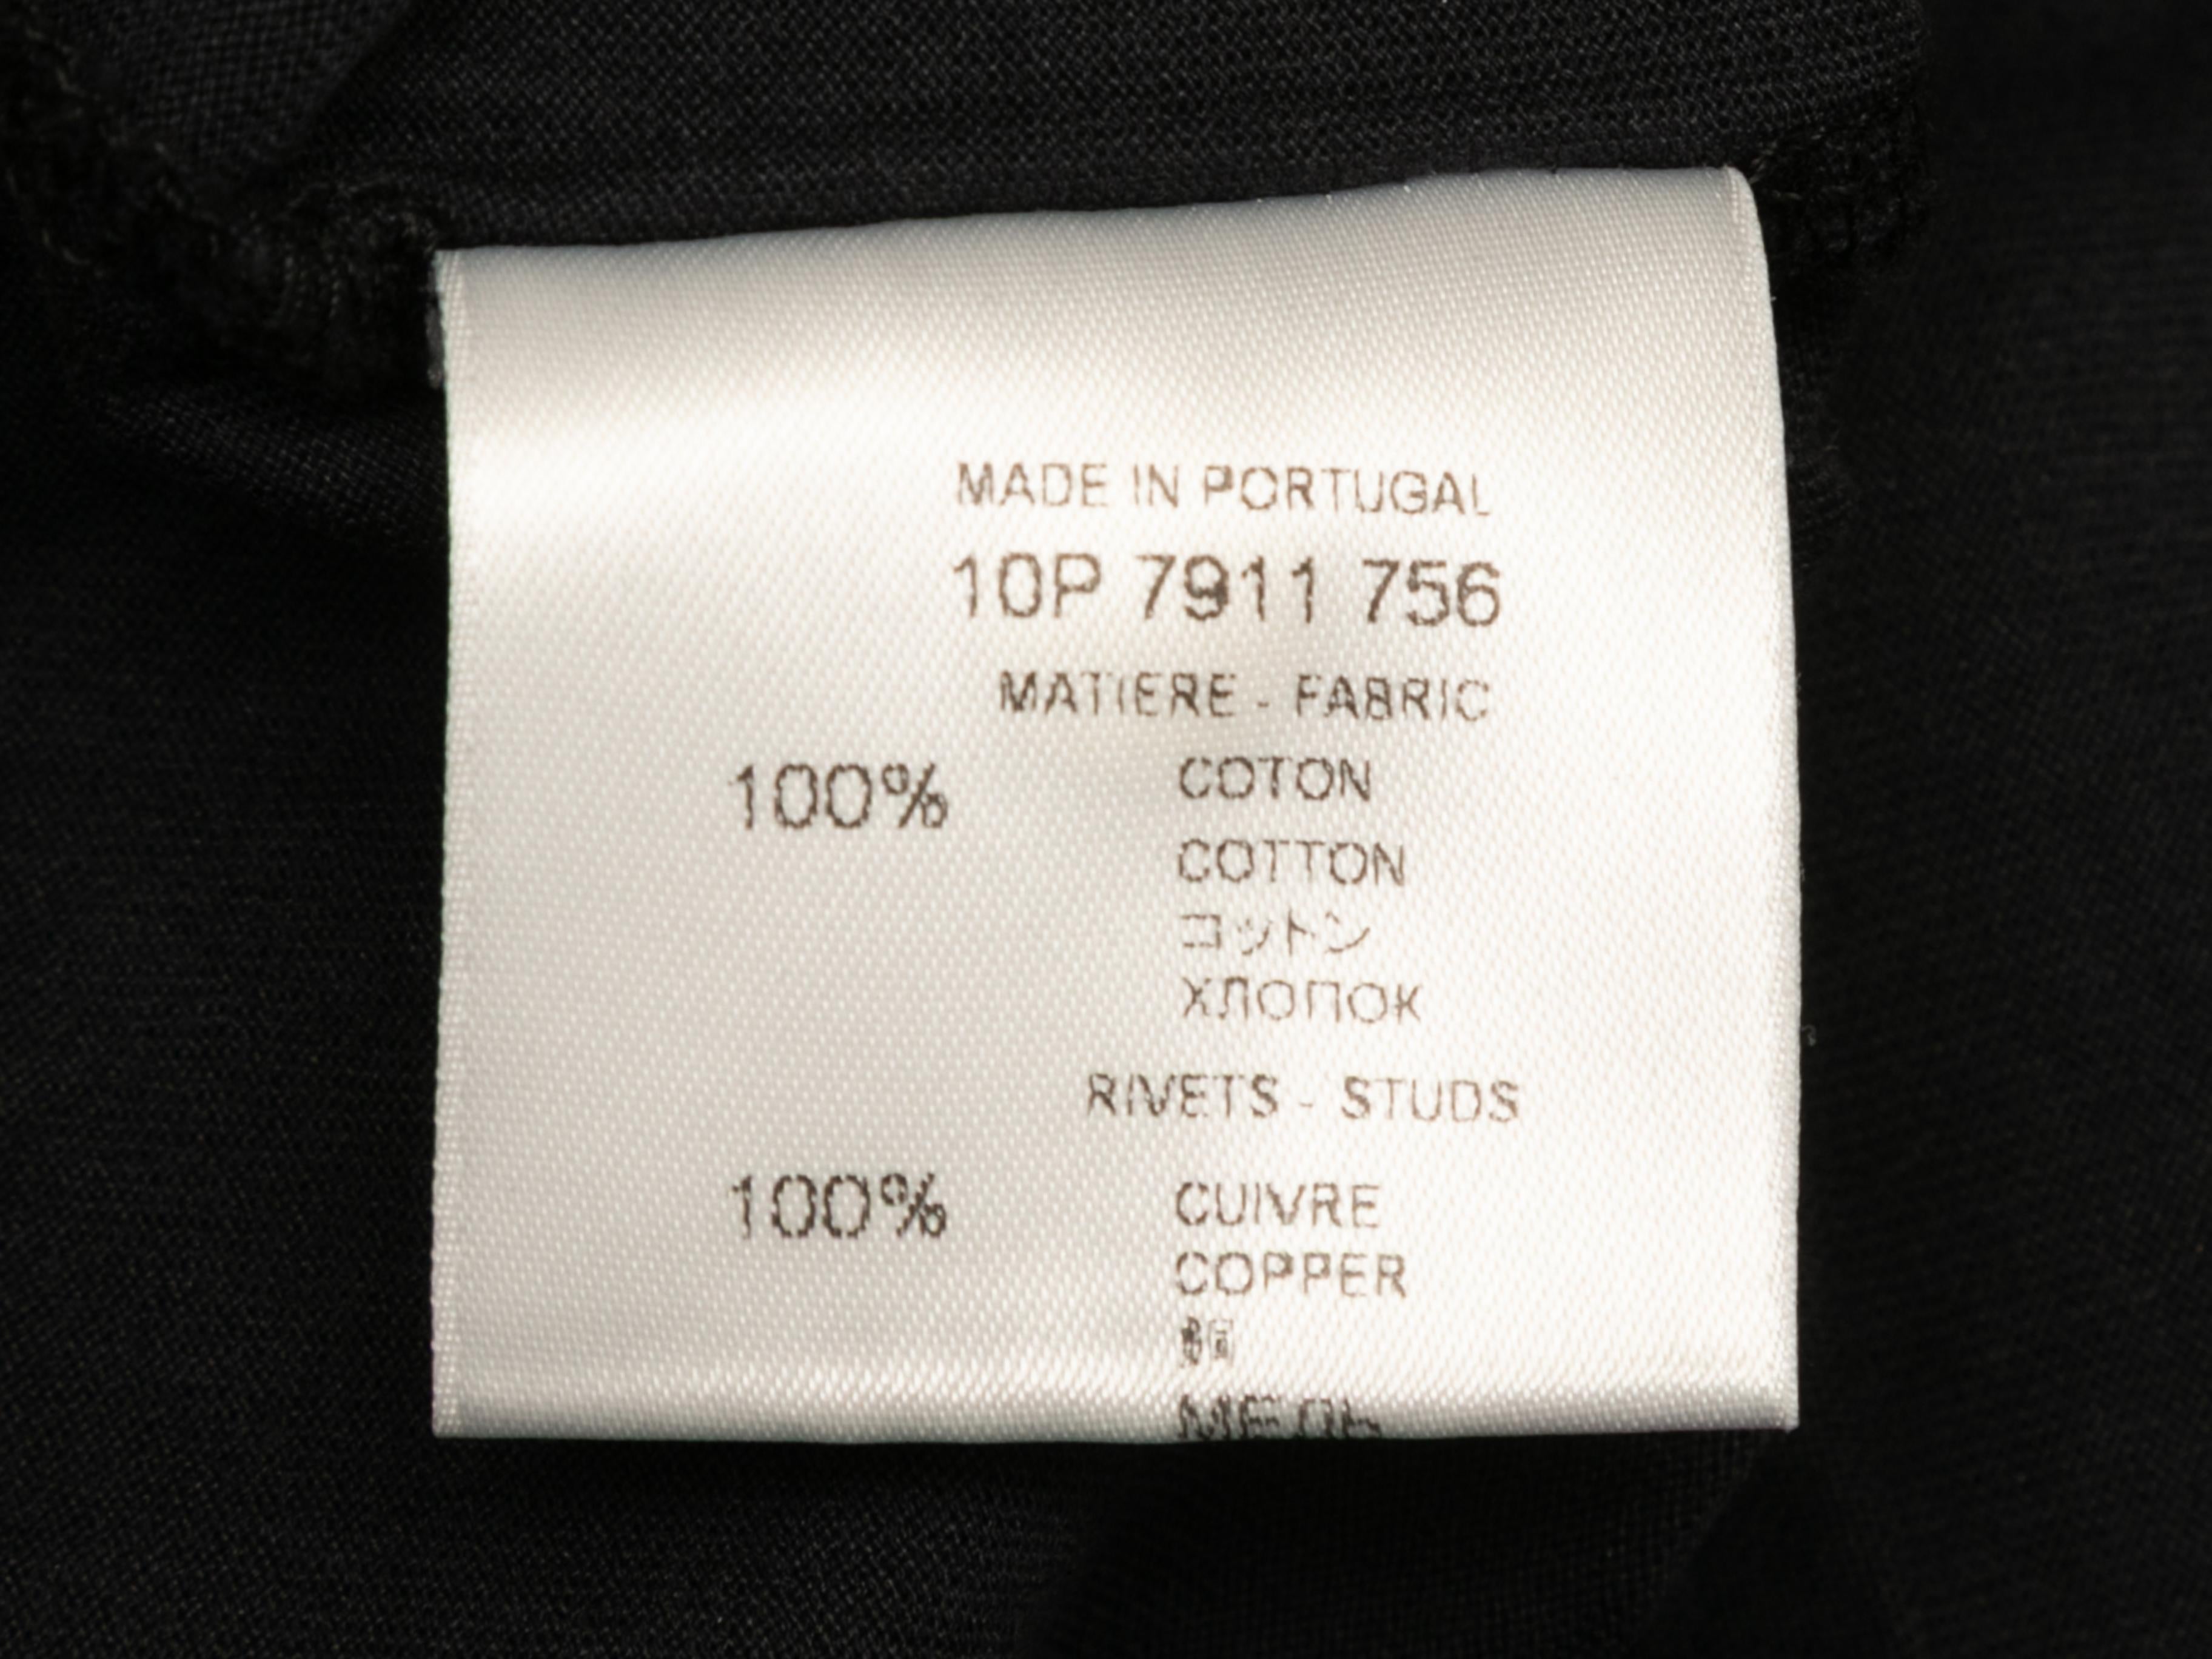 MADE IN PORTUGAL
10P 7911 756
MATIERE - FABRIC
100% COTON
COTTON
コットン
ХЛОПОК
RIVETS - STUDS
100% CUIVRE
COPPER
МЕДЬ